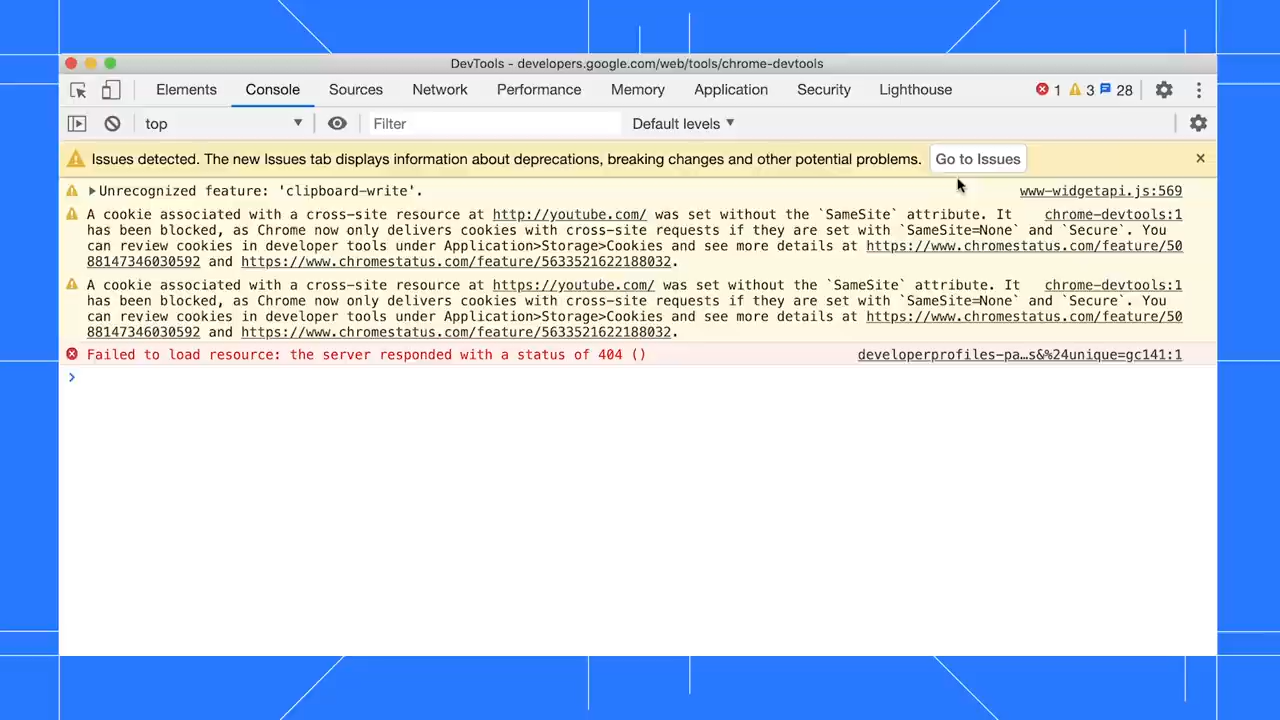 DevTools - developers.google.com/web/tools/chrome-devtools
Elements Console Sources Network Performance Memory Application Security Lighthouse 1 3 28
top Filter Default levels
Issues detected. The new Issues tab displays information about deprecations, breaking changes and other potential problems. Go to Issues
Unrecognized feature: 'clipboard-write'. www-widgetapi.js:569
A cookie associated with a cross-site resource at http://youtube.com/ was set without the `SameSite` attribute. It chrome-devtools:1
has been blocked, as Chrome now only delivers cookies with cross-site requests if they are set with `SameSite=None` and `Secure`. You
can review cookies in developer tools under Application>Storage>Cookies and see more details at https://www.chromestatus.com/feature/50
88147346030592 and https://www.chromestatus.com/feature/5633521622188032.
A cookie associated with a cross-site resource at https://youtube.com/ was set without the `SameSite` attribute. It chrome-devtools:1
has been blocked, as Chrome now only delivers cookies with cross-site requests if they are set with `SameSite=None` and `Secure`. You
can review cookies in developer tools under Application>Storage>Cookies and see more details at https://www.chromestatus.com/feature/50
88147346030592 and https://www.chromestatus.com/feature/5633521622188032.
Failed to load resource: the server responded with a status of 404 () developerprofiles-pa…s&%24unique=gc141:1